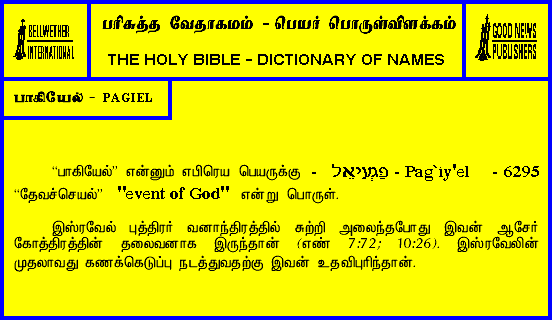 BELLWETHER
INTERNATIONAL
பரிசுத்த வேதாகமம் - பெயர் பொருள்விளக்கம்
THE HOLY BIBLE - DICTIONARY OF NAMES
GOOD NEWS
PUBLISHERS
பாகியேல் - PAGIEL
“பாகியேல்” என்னும் எபிரெய பெயருக்கு - פַּגְעִיאֵל - Pag`iy'el - 6295
“தேவச்செயல்” "event of God" என்று பொருள்.
இஸ்ரவேல் புத்திரர் வனாந்திரத்தில் சுற்றி அலைந்தபோது இவன் ஆசேர்
கோத்திரத்தின் தலைவனாக இருந்தான் (எண் 7:72; 10:26). இஸ்ரவேலின்
முதலாவது கணக்கெடுப்பு நடத்துவதற்கு இவன் உதவிபுரிந்தான்.